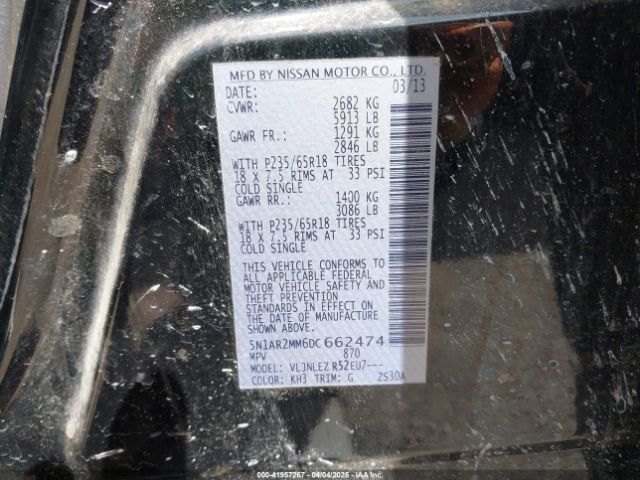 MFD BY NISSAN MOTOR CO., LTD.
DATE: 03/13
CVWR: 2682 KG
5913 LB
GAWR FR.: 1291 KG
2846 LB
WITH P235/65R18 TIRES
18 X 7.5 RIMS AT 33 PSI
COLD SINGLE
GAWR RR.: 1400 KG
3086 LB
WITH P235/65R18 TIRES
18 X 7.5 RIMS AT 33 PSI
COLD SINGLE
THIS VEHICLE CONFORMS TO
ALL APPLICABLE FEDERAL
MOTOR VEHICLE SAFETY AND
THEFT PREVENTION
STANDARDS IN EFFECT ON
THE DATE OF MANUFACTURE
SHOWN ABOVE.
5N1AR2MM6DC662474
MPV 870
MODEL: VLJNLEZ R52EU7---
COLOR: KH3 TRIM: G ZS30A
000-41957267 - 04/04/2025 - Copyright IAA, Inc.